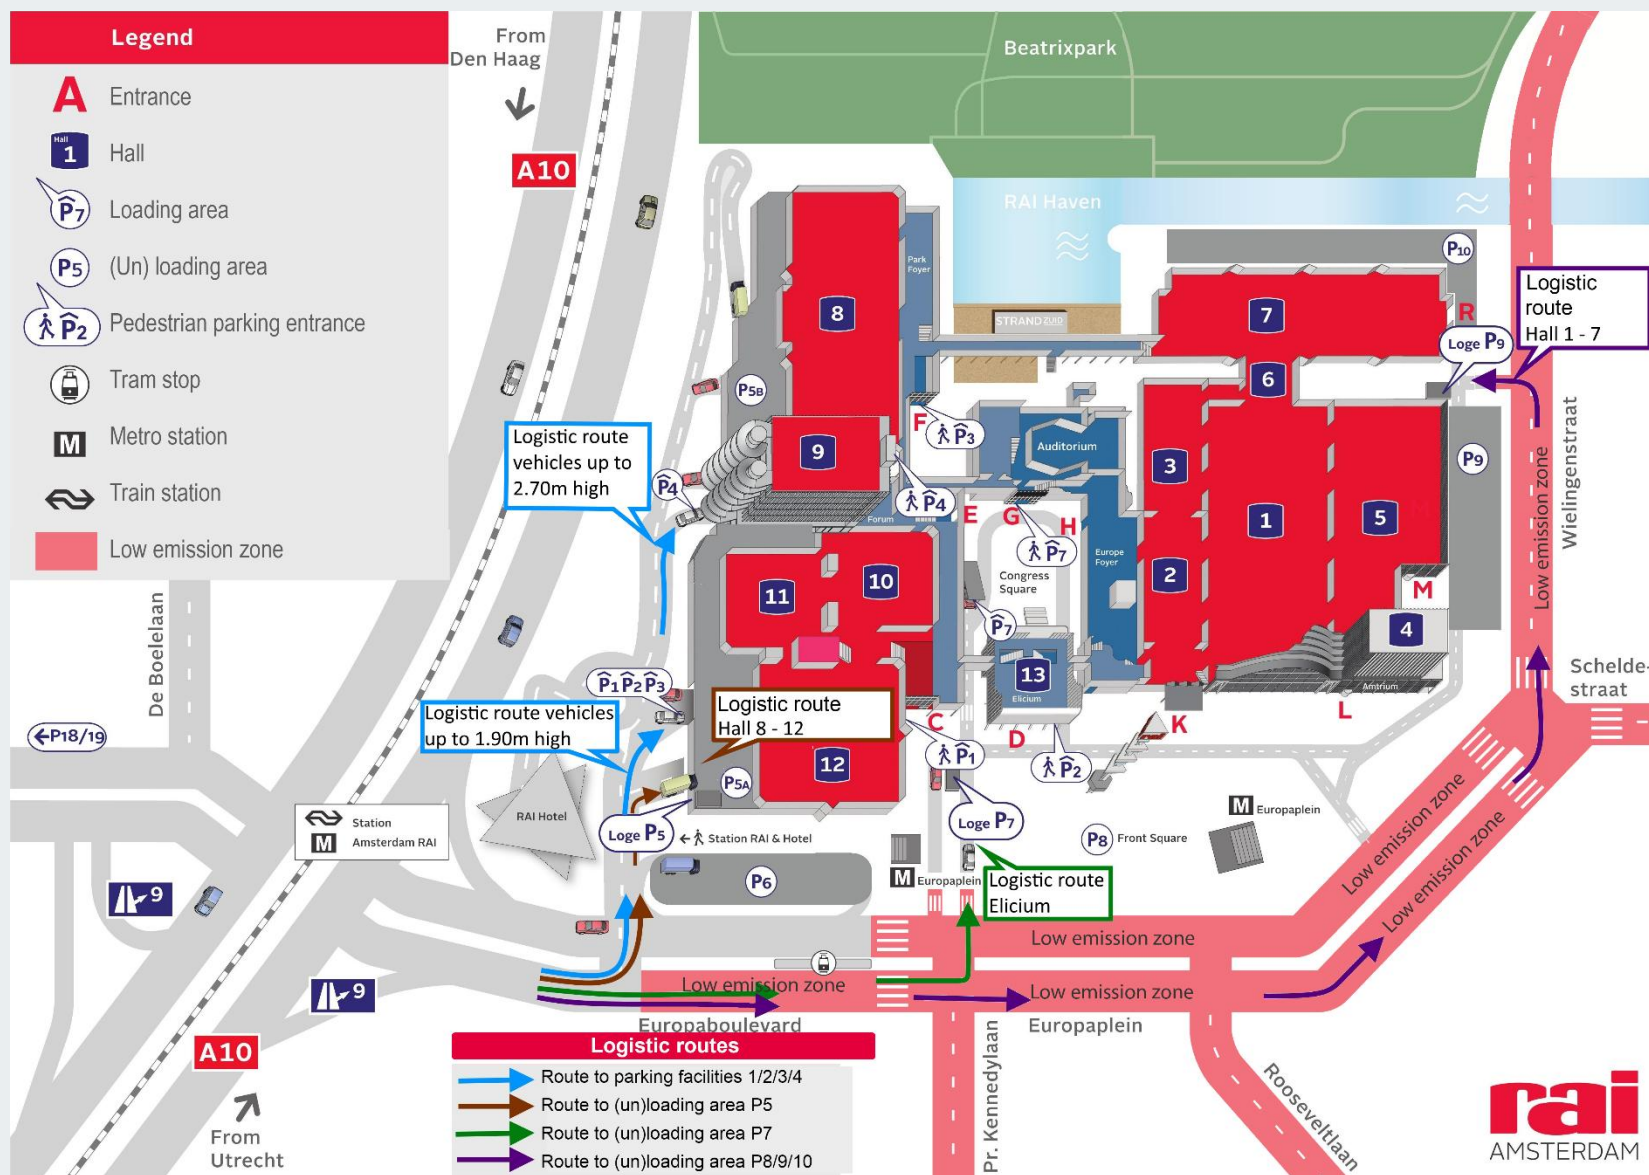 Legend
A Entrance
Hall
1
Hall
P7 Loading area
P5 (Un) loading area
P2 Pedestrian parking entrance
Tram stop
M Metro station
Train station
Low emission zone
From
Den Haag
A10
Beatrixpark
RAI Haven
STRANDZUID
Park
Foyer
8
P5B
9
F
P3
P4
P4
Forum
Logistic route
vehicles up to
2.70m high
Auditorium
E
G
H
P7
Congress
Square
Europe
Foyer
P7
P10
7
R
Loge P9
Logistic
route
Hall 1 - 7
6
3
1
5
2
P9
M
M
4
Amtrium
L
K
Low emission zone
Wielingenstraat
Schelde-
straat
11
10
12
13
Elicium
C
D
P1
P2
P1 P2 P3
Logistic route vehicles
up to 1.90m high
Logistic route
Hall 8 - 12
P5A
Loge P5
Station RAI & Hotel
Loge P7
De Boelelaan
P18/19
RAI Hotel
Station
M Amsterdam RAI
9
9
P6
M Europaplein
M Europaplein
P8 Front Square
Logistic route
Elicium
Low emission zone
Low emission zone
Low emission zone
Low emission zone
Low emission zone
Europaboulevard
Europaplein
Pr. Kennedylaan
Rooseveltlaan
A10
From
Utrecht
Logistic routes
Route to parking facilities 1/2/3/4
Route to (un)loading area P5
Route to (un)loading area P7
Route to (un)loading area P8/9/10
rai
AMSTERDAM